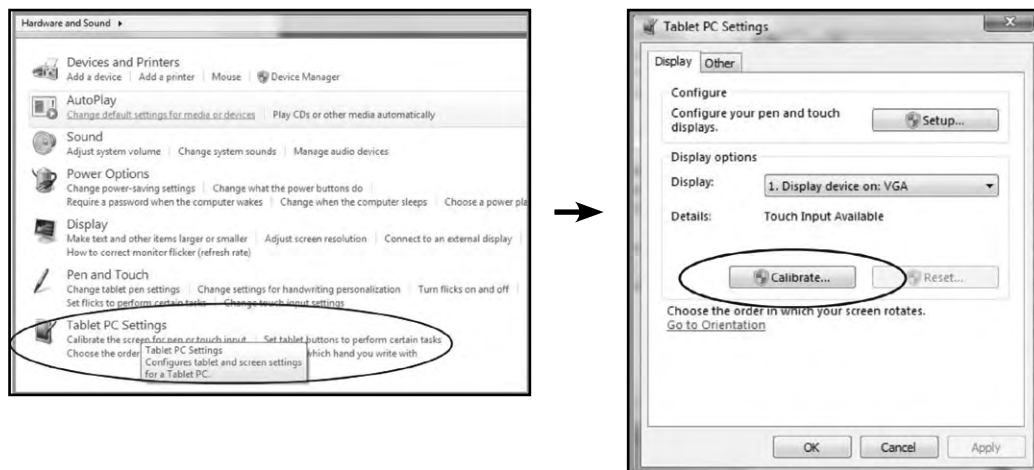 Hardware and Sound
Devices and Printers
Add a device Add a printer Mouse Device Manager
AutoPlay
Change default settings for media or devices Play CDs or other media automatically
Sound
Adjust system volume Change system sounds Manage audio devices
Power Options
Change power-saving settings Change what the power buttons do
Require a password when the computer wakes Change when the computer sleeps Choose a power pla
Display
Make text and other items larger or smaller Adjust screen resolution Connect to an external display
How to correct monitor flicker (refresh rate)
Pen and Touch
Change tablet pen settings Change settings for handwriting personalization Turn flicks on and off
Set flicks to perform certain tasks Change touch input settings
Tablet PC Settings
Calibrate the screen for pen or touch input Set tablet buttons to perform certain tasks
Choose the order which hand you write with
Tablet PC Settings
Configures tablet and screen settings
for a Tablet PC.
Tablet PC Settings
Display Other
Configure
Configure your pen and touch
displays.
Setup...
Display options
Display: 1. Display device on: VGA
Details: Touch Input Available
Calibrate... Reset...
Choose the order in which your screen rotates.
Go to Orientation
OK Cancel Apply